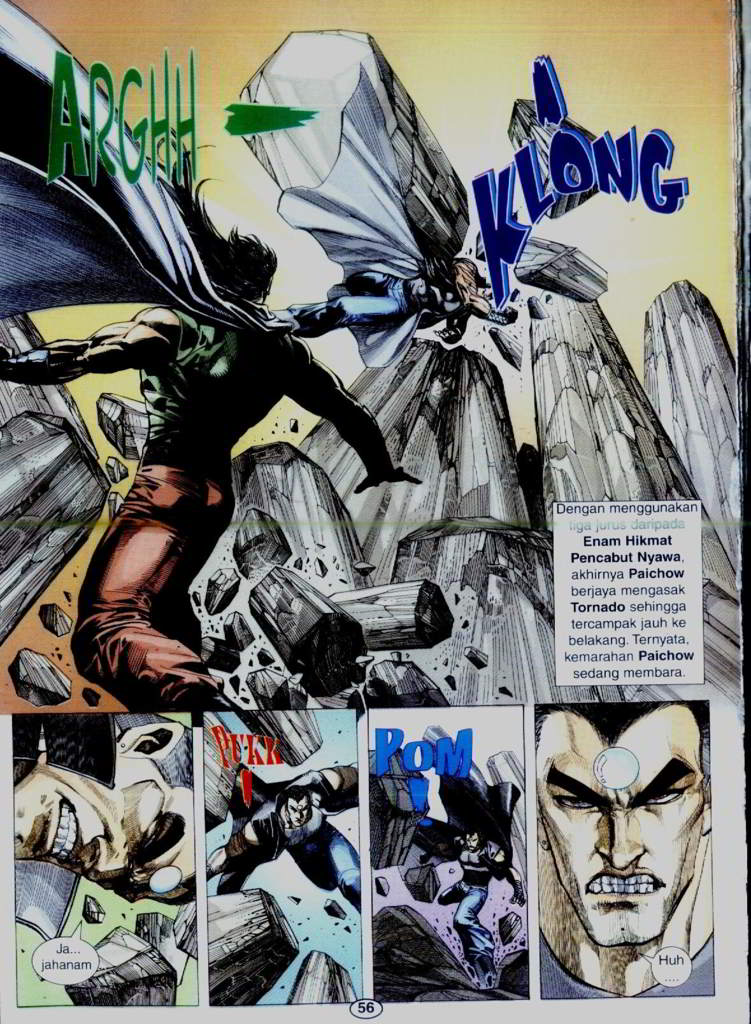 ARGHH
KLONG
Dengan menggunakan
tiga jurus daripada
Enam Hikmat
Pencabut Nyawa,
akhirnya Paichow
berjaya mengasak
Tornado sehingga
tercampak jauh ke
belakang. Ternyata,
kemarahan Paichow
sedang membara.
Ja...
jahanam
PUKK!
POM!
Huh
....
56